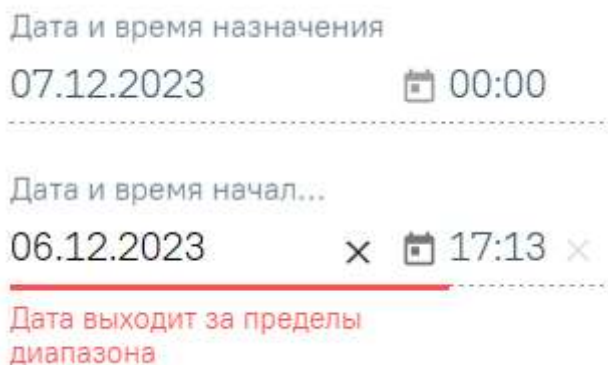 Дата и время назначения
07.12.2023 00:00
Дата и время начал...
06.12.2023 17:13
Дата выходит за пределы
диапазона